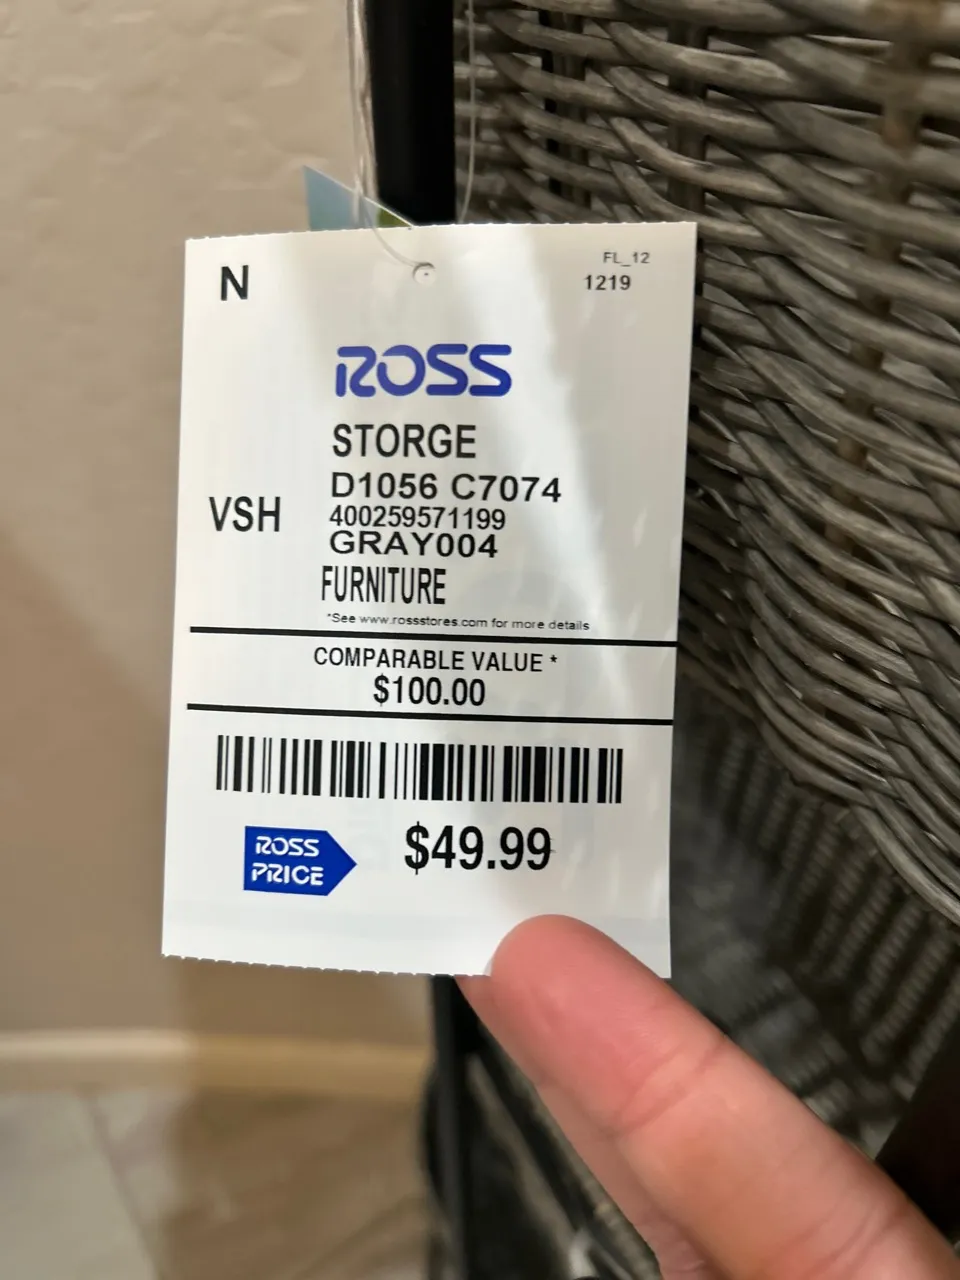 N
FL_12
1219
ROSS
STORGE
D1056 C7074
VSH
400259571199
GRAY004
FURNITURE
*See www.rossstores.com for more details
COMPARABLE VALUE *
$100.00
ROSS
PRICE
$49.99